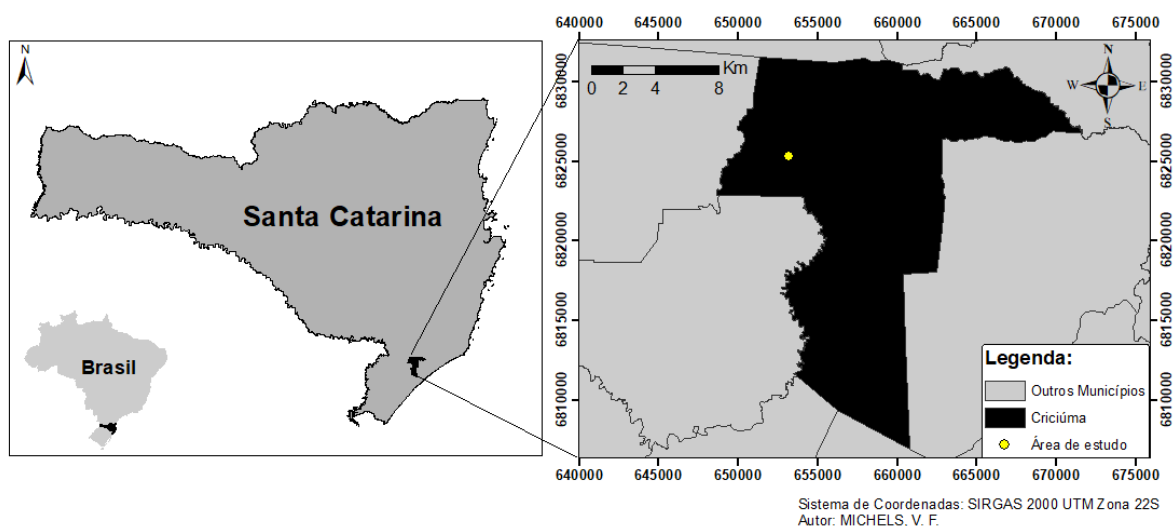 N
Santa Catarina
Brasil
640000 645000 650000 655000 660000 665000 670000 675000
Km
0 2 4 8
N
W E
S
6830000
6825000
6820000
6815000
6810000
6830000
6825000
6820000
6815000
6810000
Legenda:
Outros Municípios
Criciúma
Área de estudo
640000 645000 650000 655000 660000 665000 670000 675000
Sistema de Coordenadas: SIRGAS 2000 UTM Zona 22S
Autor: MICHELS. V. F.